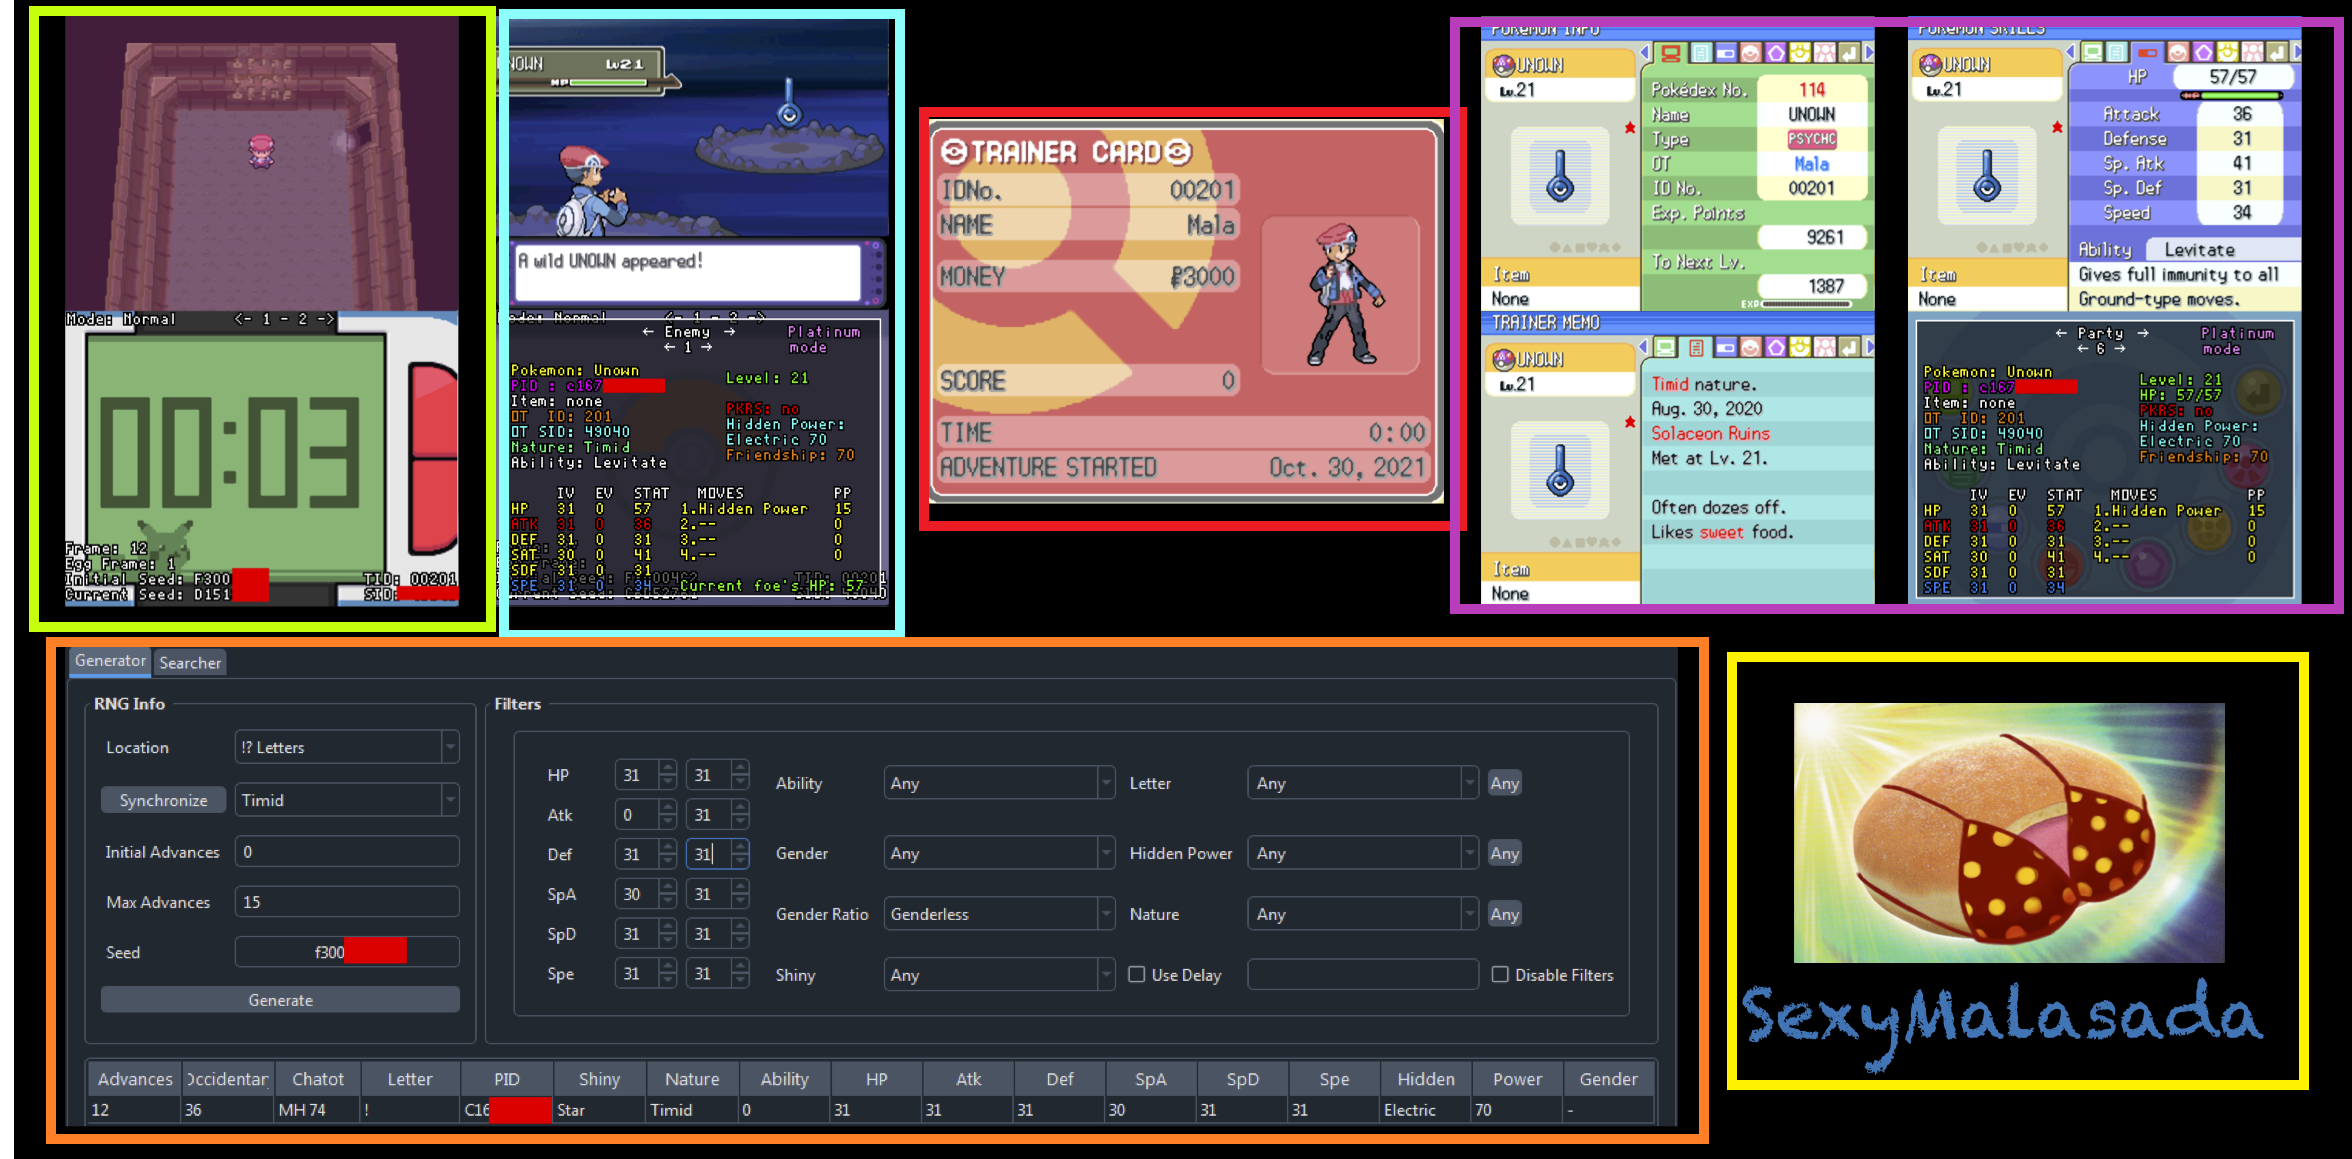 Mode: Normal <- 1 - 2 ->
00:03
Frame: 12
Egg Frame: 1
Initial Seed: F300
Current Seed: D151
TID: 00201
SID:
UNOWN Lv21
HP
A wild UNOWN appeared!
Mode: Normal <- 1 - 2 ->
← Enemy →
← 1 →
Platinum
mode
Pokemon: Unown
PID : c167
Level: 21
Item: none
OT ID: 201
OT SID: 49040
Nature: Timid
Ability: Levitate
PKRS: no
Hidden Power:
Electric 70
Friendship: 70
IV EV STAT MOVES PP
HP 31 0 57 1.Hidden Power 15
ATK 31 0 36 2.-- 0
DEF 31 0 31 3.-- 0
SAT 30 0 41 4.-- 0
SDF 31 0 31
SPE 31 0 34 Current foe's HP: 57
TRAINER CARD
IDNo. 00201
NAME Mala
MONEY ₽3000
SCORE 0
TIME 0:00
ADVENTURE STARTED Oct. 30, 2021
POKéMON INFO
UNOWN
Lv.21
Item
None
Pokédex No. 114
Name UNOWN
Type PSYCHC
OT Mala
ID No. 00201
Exp. Points
9261
To Next Lv.
1387
EXP
TRAINER MEMO
UNOWN
Lv.21
Item
None
Timid nature.
Aug. 30, 2020
Solaceon Ruins
Met at Lv. 21.
Often dozes off.
Likes sweet food.
POKéMON SKILLS
UNOWN
Lv.21
Item
None
HP 57/57
HP
Attack 36
Defense 31
Sp. Atk 41
Sp. Def 31
Speed 34
Ability Levitate
Gives full immunity to all
Ground-type moves.
← Party →
← 6 →
Platinum
mode
Pokemon: Unown
PID : c167
Item: none
OT ID: 201
OT SID: 49040
Nature: Timid
Ability: Levitate
Level: 21
HP: 57/57
PKRS: no
Hidden Power:
Electric 70
Friendship: 70
IV EV STAT MOVES PP
HP 31 0 57 1.Hidden Power 15
ATK 31 0 36 2.-- 0
DEF 31 0 31 3.-- 0
SAT 30 0 41 4.-- 0
SDF 31 0 31
SPE 31 0 34
Generator Searcher
RNG Info
Location !? Letters
Synchronize Timid
Initial Advances 0
Max Advances 15
Seed f300
Generate
Filters
HP 31 31
Atk 0 31
Def 31 31
SpA 30 31
SpD 31 31
Spe 31 31
Ability Any
Gender Any
Gender Ratio Genderless
Shiny Any
Letter Any Any
Hidden Power Any Any
Nature Any Any
Use Delay
Disable Filters
Advances Occidentar Chatot Letter PID Shiny Nature Ability HP Atk Def SpA SpD Spe Hidden Power Gender
12 36 MH 74 ! C16 Star Timid 0 31 31 31 30 31 31 Electric 70 -
SexyMalasada